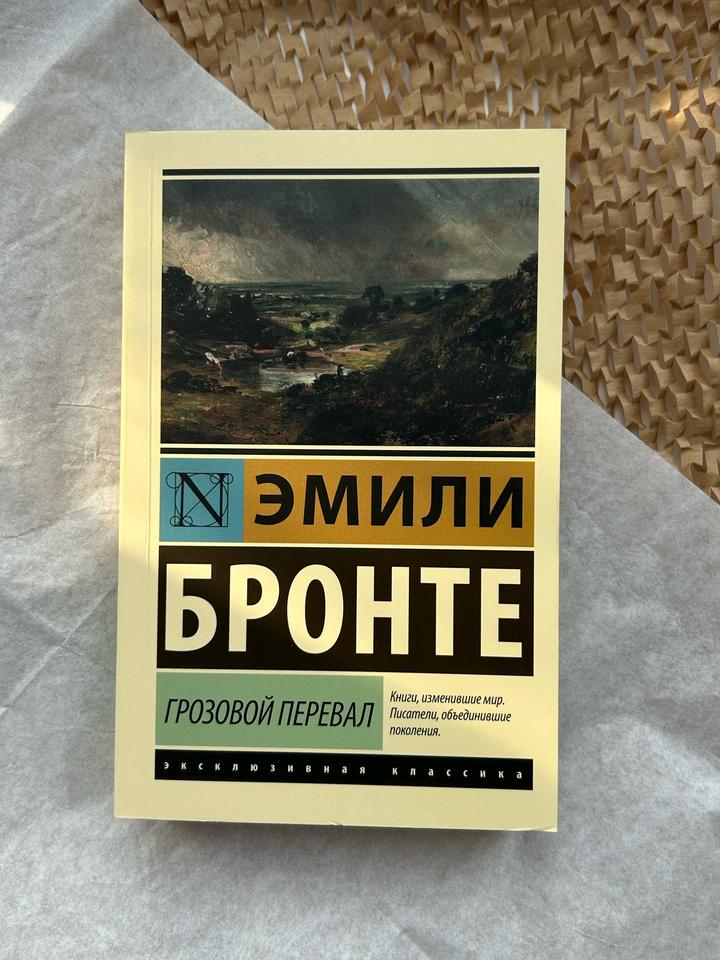 N ЭМИЛИ
БРОНТЕ
ГРОЗОВОЙ ПЕРЕВАЛ
Книги, изменившие мир.
Писатели, объединившие
поколения.
эксклюзивная классика